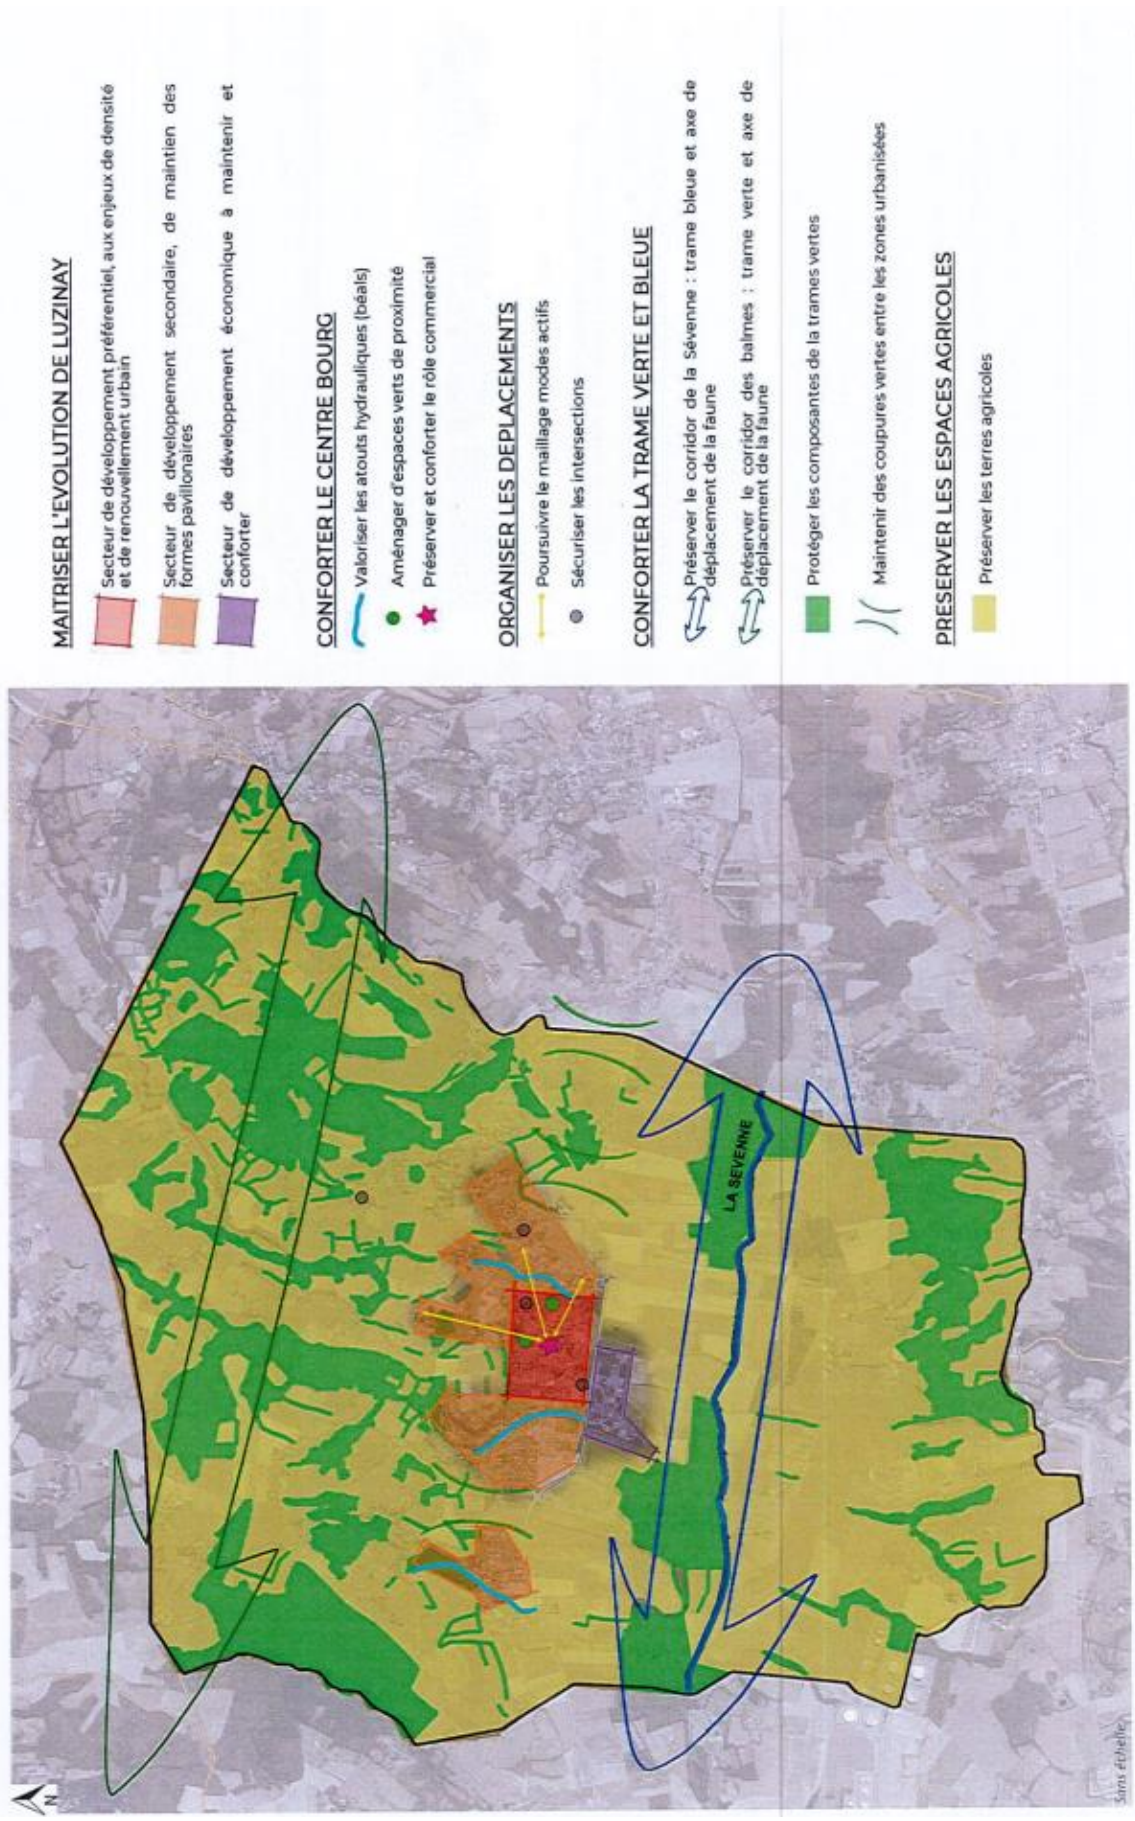 MAITRISER L'EVOLUTION DE LUZINAY
Secteur de développement préférentiel, aux enjeux de densité
et de renouvellement urbain
Secteur de développement secondaire, de maintien des
formes pavillonaires
Secteur de développement économique à maintenir et
conforter
CONFORTER LE CENTRE BOURG
Valoriser les atouts hydrauliques (béals)
Aménager d'espaces verts de proximité
Préserver et conforter le rôle commercial
ORGANISER LES DEPLACEMENTS
Poursuivre le maillage modes actifs
Sécuriser les intersections
CONFORTER LA TRAME VERTE ET BLEUE
Préserver le corridor de la Sévenne : trame bleue et axe de
déplacement de la faune
Préserver le corridor des balmes : trame verte et axe de
déplacement de la faune
Protéger les composantes de la trames vertes
Maintenir des coupures vertes entre les zones urbanisées
PRESERVER LES ESPACES AGRICOLES
Préserver les terres agricoles
N
LA SEVENNE
Sans échelle